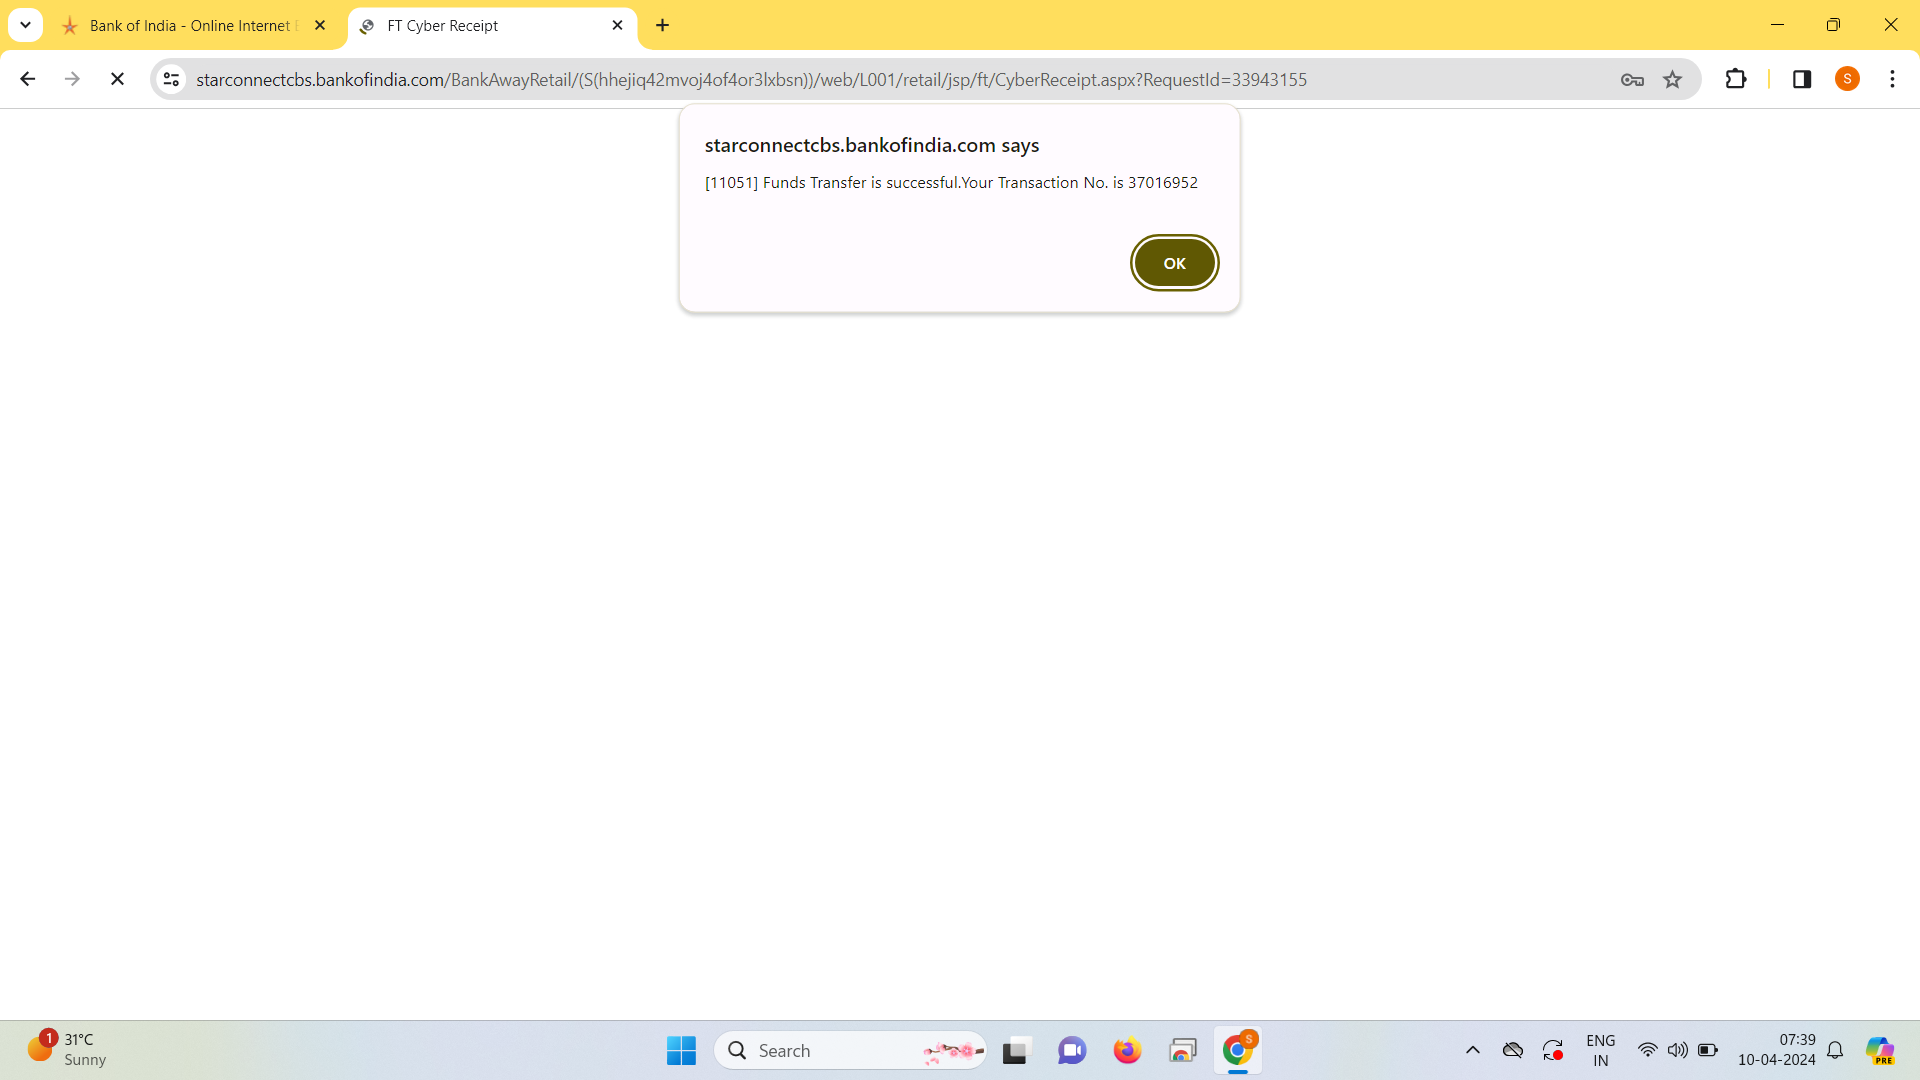 Bank of India - Online Internet
FT Cyber Receipt
starconnectcbs.bankofindia.com/BankAwayRetail/(S(hhejiq42mvoj4of4or3lxbsn))/web/L001/retail/jsp/ft/CyberReceipt.aspx?RequestId=33943155
S
starconnectcbs.bankofindia.com says
[11051] Funds Transfer is successful.Your Transaction No. is 37016952
OK
1
31°C
Sunny
Search
S
ENG
IN
07:39
10-04-2024
PRE